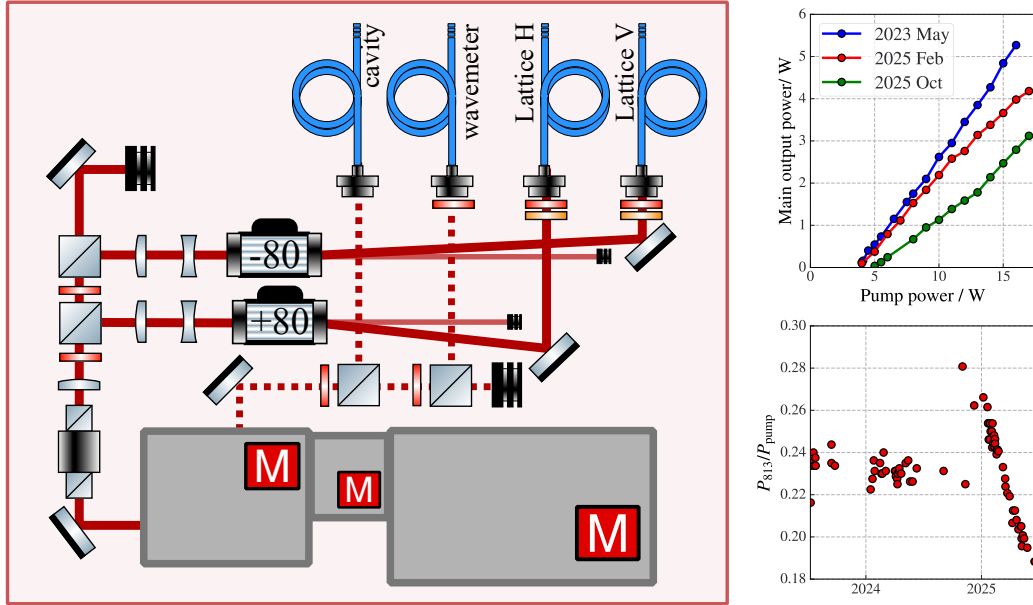 cavity
wavemeter
Lattice H
Lattice V
-80
+80
M
M
M
6
5
4
3
2
1
0
Main output power/ W
2023 May
2025 Feb
2025 Oct
0
5
10
15
Pump power / W
0.30
0.26
0.24
0.22
0.20
0.18
P813/Ppump
2024
2025